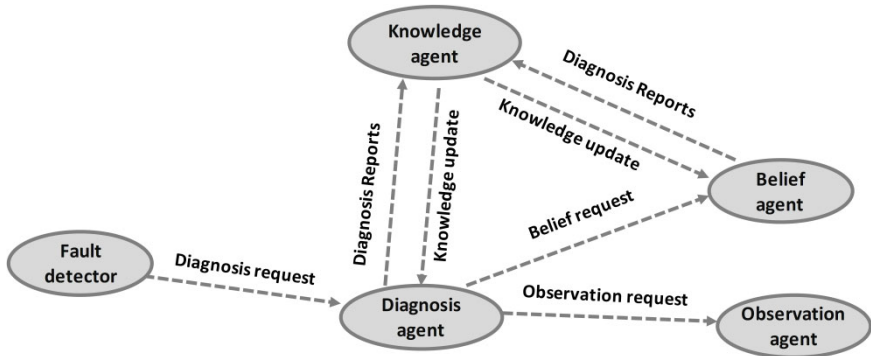 Knowledge
agent
Diagnosis Reports
Knowledge update
Diagnosis Reports
Knowledge update
Belief
agent
Belief request
Fault
detector
Diagnosis request
Diagnosis
agent
Observation request
Observation
agent